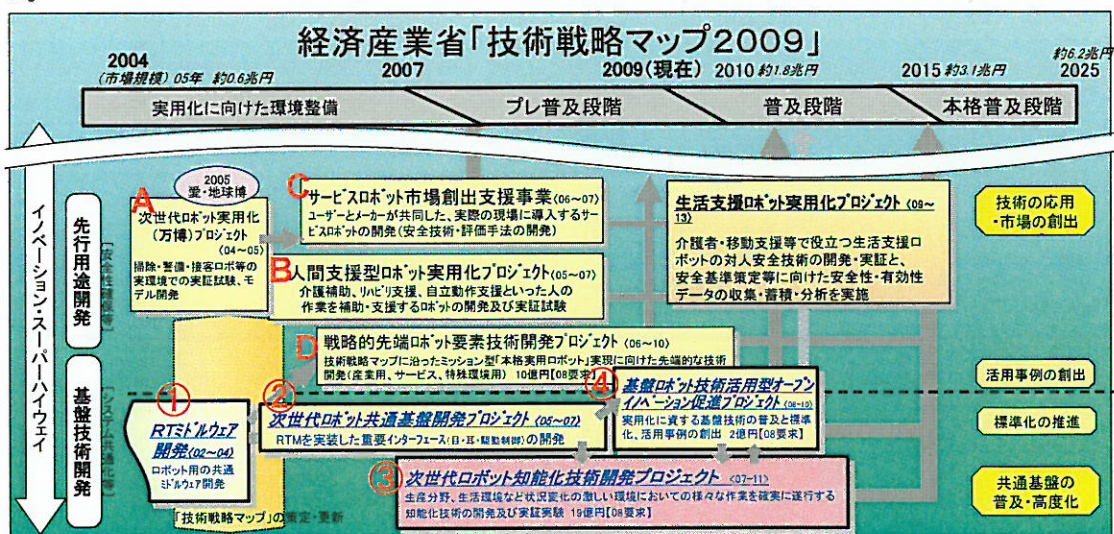 経済産業省「技術戦略マップ2009」
2004
(市場規模) 05年 約0.6兆円
2007
2009(現在)
2010 約1.8兆円
2015 約3.1兆円
約6.2兆円
2025
実用化に向けた環境整備
プレ普及段階
普及段階
本格普及段階
イノベーション・スーパーハイウェイ
先行用途開発
[安全性確保等]
基盤技術開発
[システム共通化等]
2005
愛・地球博
A
次世代ロボット実用化
(万博)プロジェクト
(04〜05)
掃除・警備・接客ロボ等の
実環境での実証試験、モ
デル開発
C
サービスロボット市場創出支援事業(06〜07)
ユーザーとメーカが共同した、実際の現場に導入するサー
ビスロボットの開発(安全技術・評価手法の開発)
B
人間支援型ロボット実用化プロジェクト(05〜07)
介護補助、リハビリ支援、自立動作支援といった人の
作業を補助・支援するロボットの開発及び実証試験
生活支援ロボット実用化プロジェクト(09〜
13)
介護者・移動支援等で役立つ生活支援ロ
ボットの対人安全技術の開発・実証と、
安全基準策定等に向けた安全性・有効性
データの収集・蓄積・分析を実施
D
戦略的先端ロボット要素技術開発プロジェクト (06〜10)
技術戦略マップに沿ったミッション型「本格実用ロボット」実現に向けた先端的な技術
開発(産業用、サービス、特殊環境用) 10億円【08要求】
①
RTミドルウェア
開発(02〜04)
ロボット用の共通
ミドルウェア開発
②
次世代ロボット共通基盤開発プロジェクト(05〜07)
RTMを実装した重要インターフェース(目・耳・駆動制御)の開発
④
基盤ロボット技術活用型オープン
イノベーション促進プロジェクト(08-10)
実用化に資する基盤技術の普及と標準
化、活用事例の創出 2億円【08要求】
③
次世代ロボット知能化技術開発プロジェクト <07-11>
生産分野、生活環境など状況変化の激しい環境においての様々な作業を確実に遂行する
知能化技術の開発及び実証実験 19億円【08要求】
「技術戦略マップ」の策定・更新
技術の応用
・市場の創出
活用事例の創出
標準化の推進
共通基盤の
普及・高度化